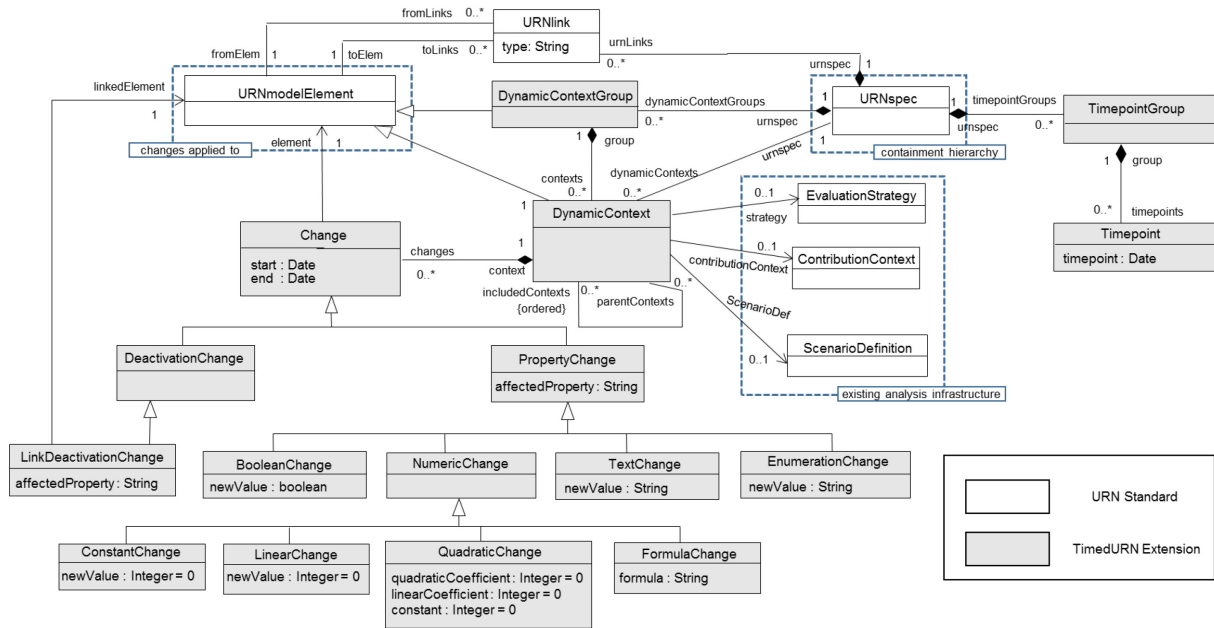 fromLinks 0..*
URNlink
type: String
fromElem 1
1 toElem
toLinks 0..*
urnLinks
0..*
urnspec 1
linkedElement
1
URNmodelElement
changes applied to
element 1
DynamicContextGroup
dynamicContextGroups
0..*
1
urnspec
URNspec
containment hierarchy
1 timepointGroups
urnspec 0..*
TimepointGroup
1 group
0..* timepoints
Timepoint
timepoint : Date
1 group
contexts
0..*
dynamicContexts
0..*
urnspec
1
DynamicContext
1
1
context
changes
0..*
Change
start : Date
end : Date
includedContexts
{ordered}
0..*
parentContexts
0..*
0..1
strategy
EvaluationStrategy
0..1
contributionContext
ContributionContext
ScenarioDef
0..1
ScenarioDefinition
existing analysis infrastructure
DeactivationChange
PropertyChange
affectedProperty : String
LinkDeactivationChange
affectedProperty : String
BooleanChange
newValue : boolean
NumericChange
TextChange
newValue : String
EnumerationChange
newValue : String
ConstantChange
newValue : Integer = 0
LinearChange
newValue : Integer = 0
QuadraticChange
quadraticCoefficient : Integer = 0
linearCoefficient : Integer = 0
constant : Integer = 0
FormulaChange
formula : String
URN Standard
TimedURN Extension